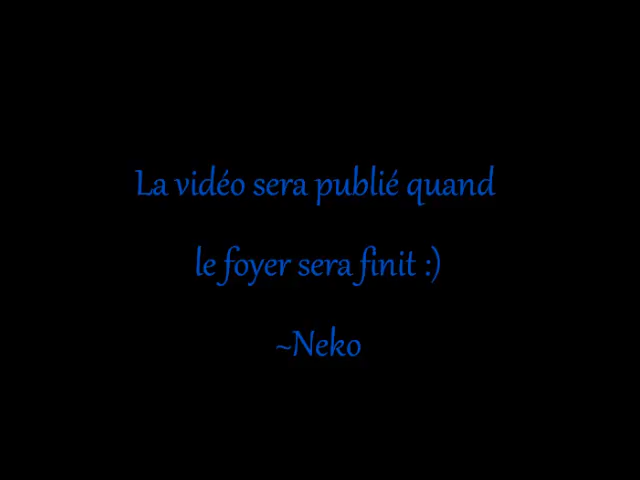 La vidéo sera publié quand
le foyer sera finit :)
~Neko